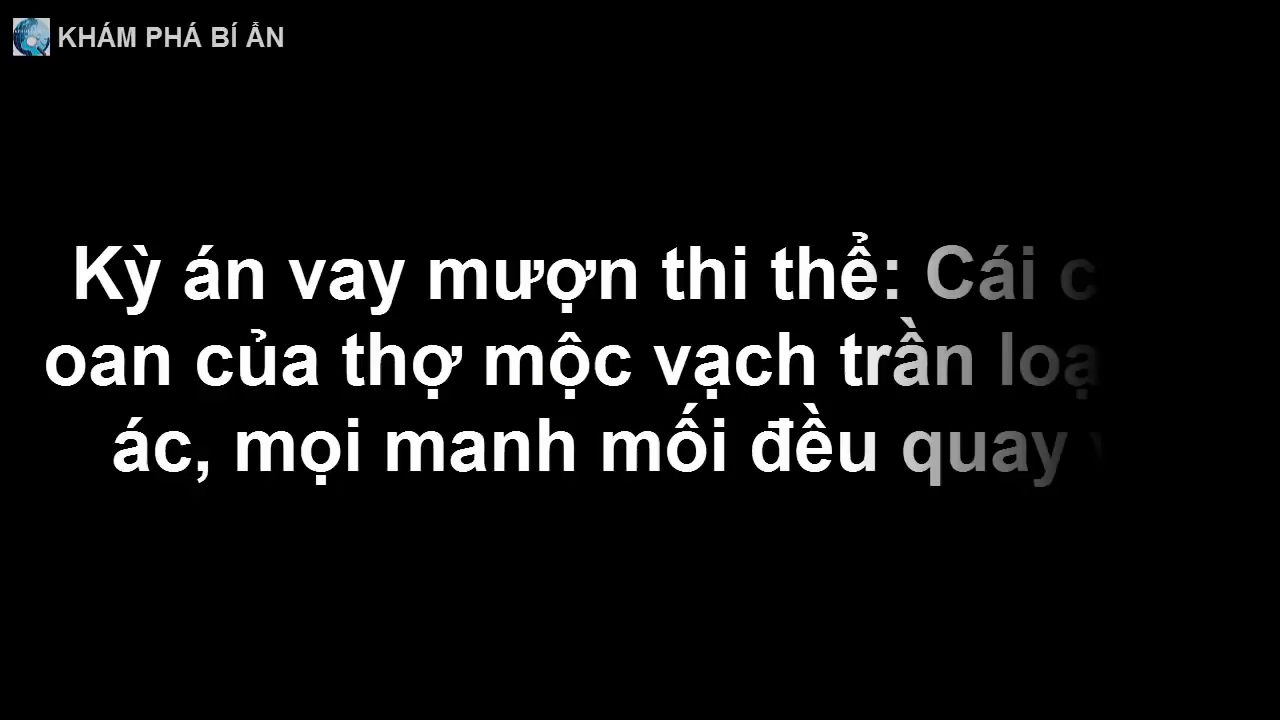 KHÁM PHÁ BÍ ẨN
Kỳ án vay mượn thi thể: Cái
oan của thợ mộc vạch trần
ác, mọi manh mối đều quay